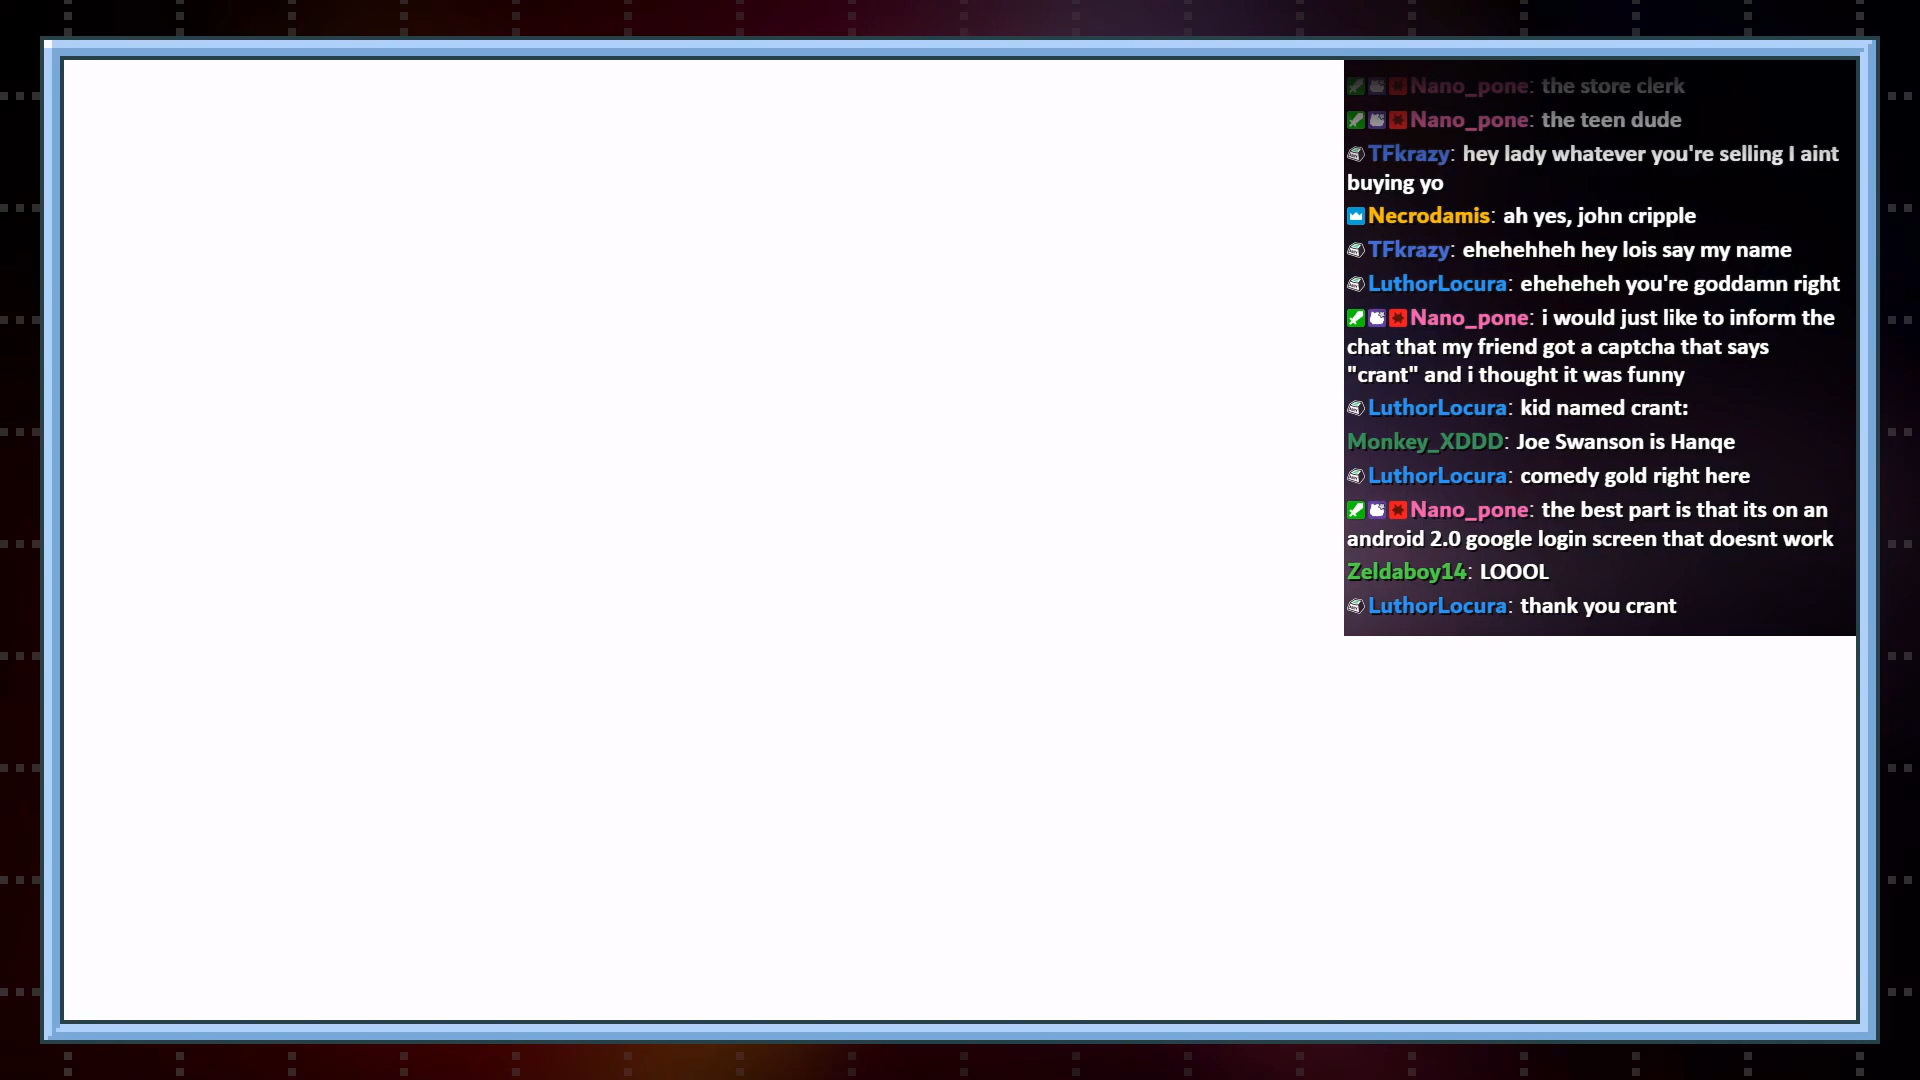 Nano_pone: the store clerk
Nano_pone: the teen dude
TFkrazy: hey lady whatever you're selling I aint
buying yo
Necrodamis: ah yes, john cripple
TFkrazy: ehehehheh hey lois say my name
LuthorLocura: eheheheh you're goddamn right
Nano_pone: i would just like to inform the
chat that my friend got a captcha that says
"crant" and i thought it was funny
LuthorLocura: kid named crant:
Monkey_XDDD: Joe Swanson is Hanqe
LuthorLocura: comedy gold right here
Nano_pone: the best part is that its on an
android 2.0 google login screen that doesnt work
Zeldaboy14: LOOOL
LuthorLocura: thank you crant